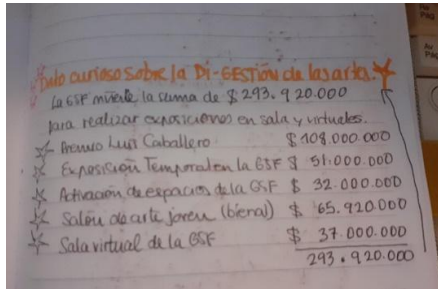 Dato curioso sobre la Di-GESTIÓN de las artes.
La GSF mueve la suma de $293.920.000
para realizar exposiciones en sala y virtuales.
Premio Luis Caballero $108.000.000
Exposición Temporal en la GSF $ 51.000.000
Activación de espacios de la GSF $ 32.000.000
Salón de arte joven (bienal) $ 65.920.000
Sala virtual de la GSF $ 37.000.000
293.920.000